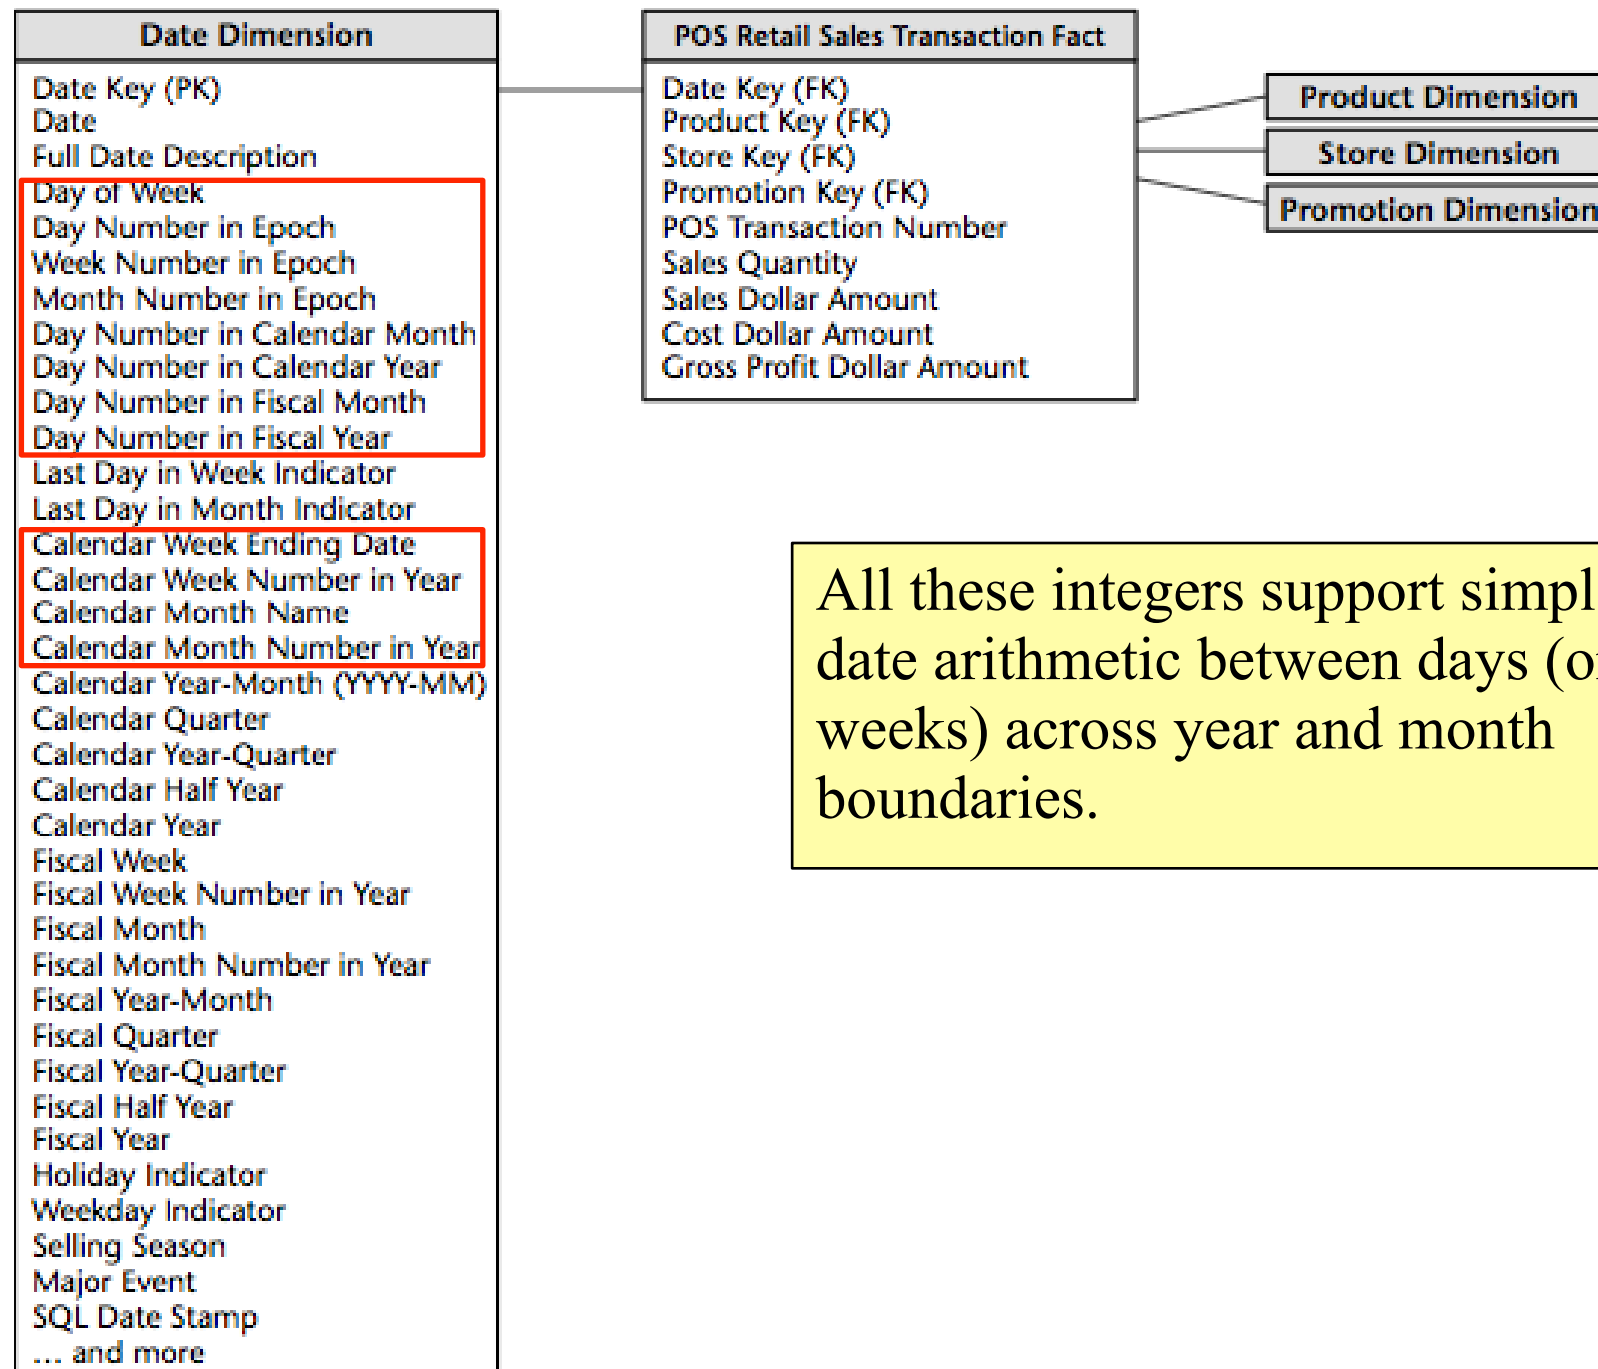 Date Dimension
Date Key (PK)
Date
Full Date Description
Day of Week
Day Number in Epoch
Week Number in Epoch
Month Number in Epoch
Day Number in Calendar Month
Day Number in Calendar Year
Day Number in Fiscal Month
Day Number in Fiscal Year
Last Day in Week Indicator
Last Day in Month Indicator
Calendar Week Ending Date
Calendar Week Number in Year
Calendar Month Name
Calendar Month Number in Year
Calendar Year-Month (YYYY-MM)
Calendar Quarter
Calendar Year-Quarter
Calendar Half Year
Calendar Year
Fiscal Week
Fiscal Week Number in Year
Fiscal Month
Fiscal Month Number in Year
Fiscal Year-Month
Fiscal Quarter
Fiscal Year-Quarter
Fiscal Half Year
Fiscal Year
Holiday Indicator
Weekday Indicator
Selling Season
Major Event
SQL Date Stamp
... and more
POS Retail Sales Transaction Fact
Date Key (FK)
Product Key (FK)
Store Key (FK)
Promotion Key (FK)
POS Transaction Number
Sales Quantity
Sales Dollar Amount
Cost Dollar Amount
Gross Profit Dollar Amount
Product Dimension
Store Dimension
Promotion Dimension
All these integers support simpl
date arithmetic between days (o
weeks) across year and month
boundaries.